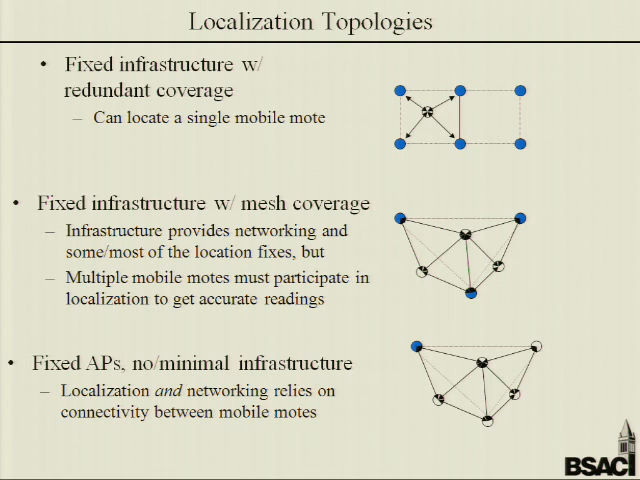 Localization Topologies
• Fixed infrastructure w/
redundant coverage
– Can locate a single mobile mote
• Fixed infrastructure w/ mesh coverage
– Infrastructure provides networking and
some/most of the location fixes, but
– Multiple mobile motes must participate in
localization to get accurate readings
• Fixed APs, no/minimal infrastructure
– Localization and networking relies on
connectivity between mobile motes
BSAC